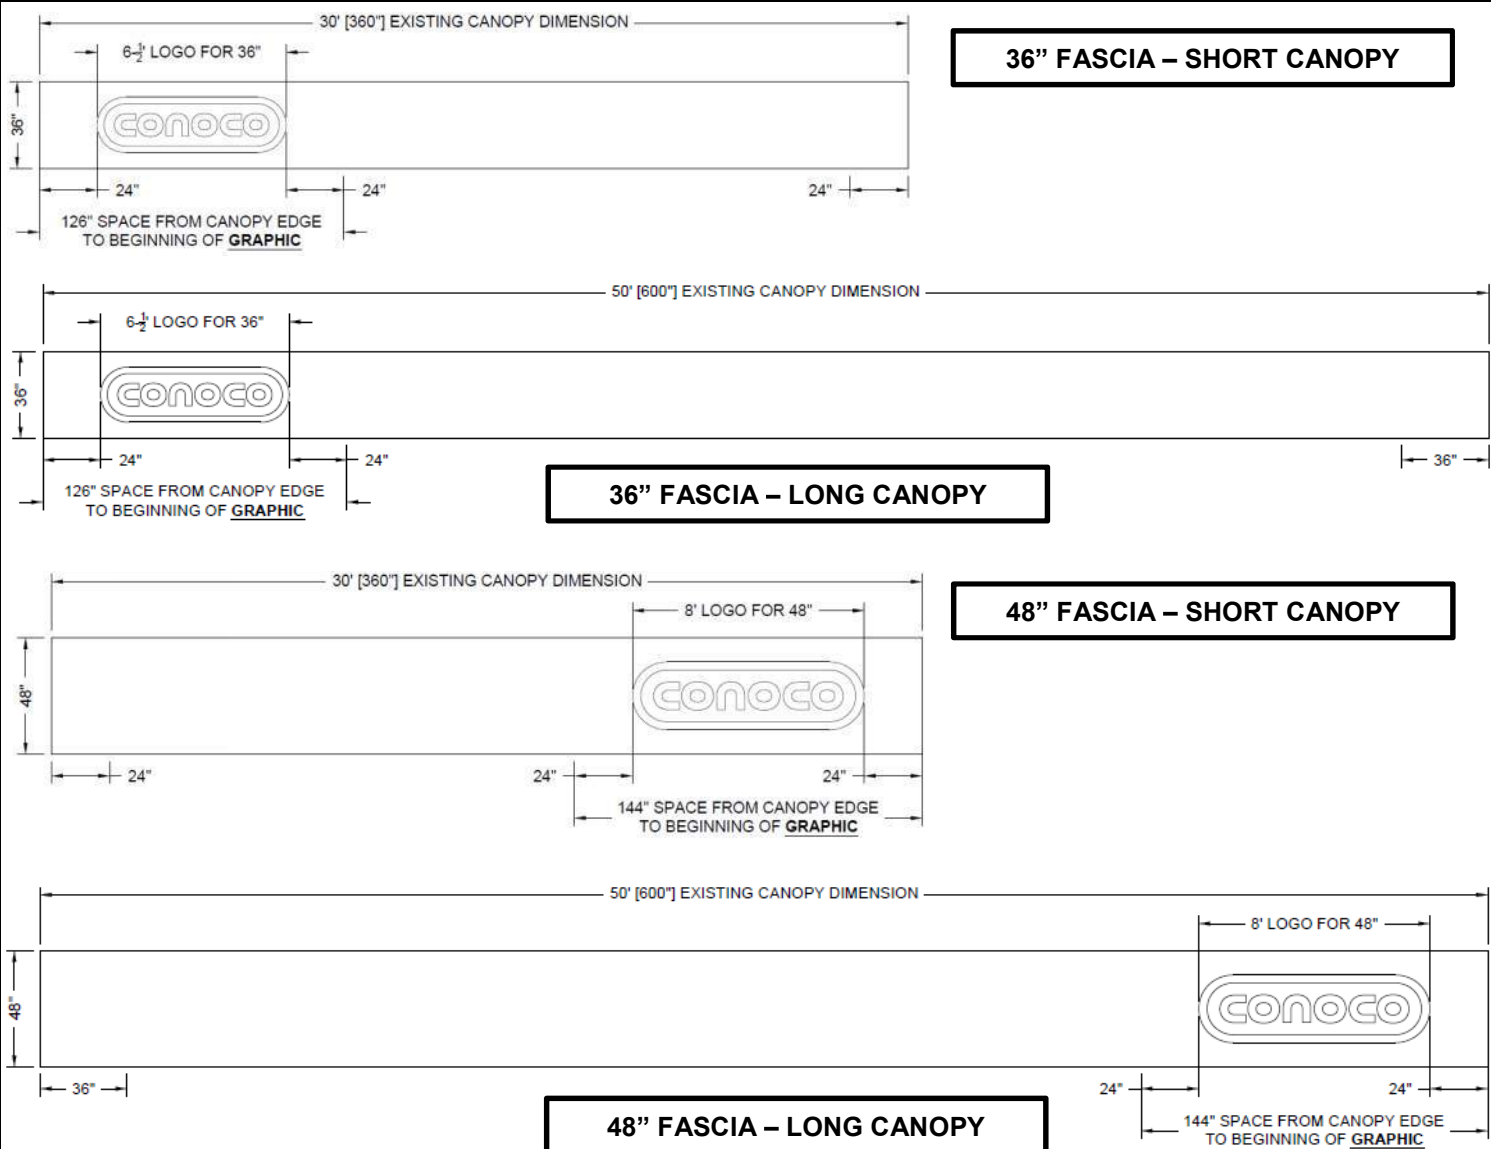 30' [360"] EXISTING CANOPY DIMENSION
6-1/2' LOGO FOR 36"
36” FASCIA – SHORT CANOPY
36"
CONOCO
24"
24"
24"
126" SPACE FROM CANOPY EDGE
TO BEGINNING OF GRAPHIC
50' [600"] EXISTING CANOPY DIMENSION
6-1/2' LOGO FOR 36"
36"
CONOCO
24"
24"
36"
126" SPACE FROM CANOPY EDGE
TO BEGINNING OF GRAPHIC
36” FASCIA – LONG CANOPY
30' [360"] EXISTING CANOPY DIMENSION
8' LOGO FOR 48"
48” FASCIA – SHORT CANOPY
48"
CONOCO
24"
24"
24"
144" SPACE FROM CANOPY EDGE
TO BEGINNING OF GRAPHIC
50' [600"] EXISTING CANOPY DIMENSION
8' LOGO FOR 48"
48"
CONOCO
36"
24"
24"
48” FASCIA – LONG CANOPY
144" SPACE FROM CANOPY EDGE
TO BEGINNING OF GRAPHIC